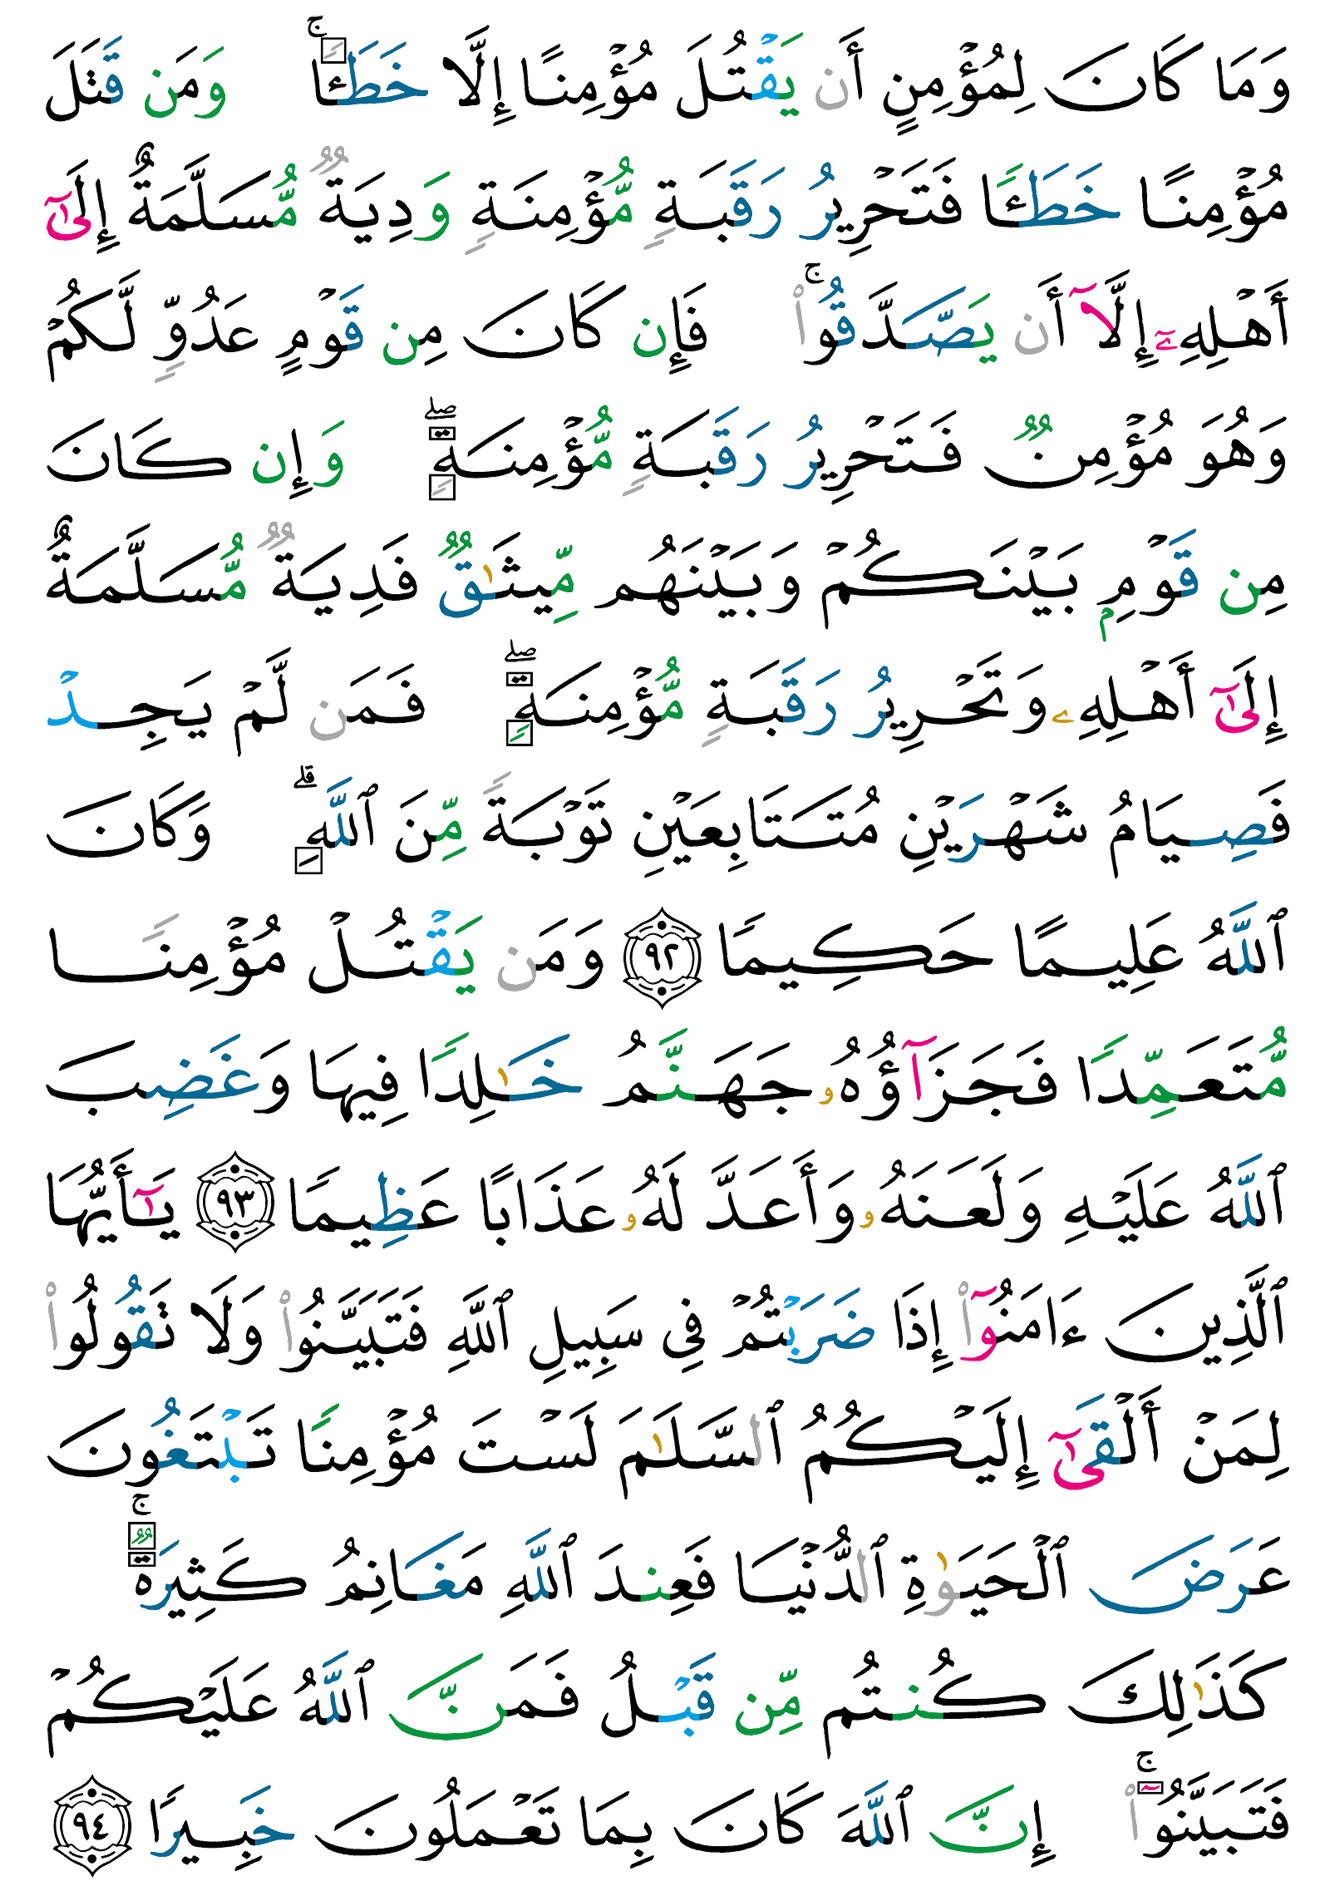 وَمَا كَانَ لِمُؤْمِنٍ أَن يَقْتُلَ مُؤْمِنًا إِلَّا خَطَـًٔا ۚ وَمَن قَتَلَ
مُؤْمِنًا خَطَـًٔا فَتَحْرِيرُ رَقَبَةٍ مُّؤْمِنَةٍ وَدِيَةٌ مُّسَلَّمَةٌ إِلَىٰٓ
أَهْلِهِۦٓ إِلَّآ أَن يَصَّدَّقُوا۟ ۚ فَإِن كَانَ مِن قَوْمٍ عَدُوٍّ لَّكُمْ
وَهُوَ مُؤْمِنٌ فَتَحْرِيرُ رَقَبَةٍ مُّؤْمِنَةٍ ۖ وَإِن كَانَ
مِن قَوْمٍۭ بَيْنَكُمْ وَبَيْنَهُم مِّيثَـٰقٌ فَدِيَةٌ مُّسَلَّمَةٌ
إِلَىٰٓ أَهْلِهِۦ وَتَحْرِيرُ رَقَبَةٍ مُّؤْمِنَةٍ ۖ فَمَن لَّمْ يَجِدْ
فَصِيَامُ شَهْرَيْنِ مُتَتَابِعَيْنِ تَوْبَةً مِّنَ ٱللَّهِ ۗ وَكَانَ
ٱللَّهُ عَلِيمًا حَكِيمًا ٩٢ وَمَن يَقْتُلْ مُؤْمِنًا
مُّتَعَمِّدًا فَجَزَآؤُهُۥ جَهَنَّمُ خَـٰلِدًا فِيهَا وَغَضِبَ
ٱللَّهُ عَلَيْهِ وَلَعَنَهُۥ وَأَعَدَّ لَهُۥ عَذَابًا عَظِيمًا ٩٣ يَـٰٓأَيُّهَا
ٱلَّذِينَ ءَامَنُوٓا۟ إِذَا ضَرَبْتُمْ فِى سَبِيلِ ٱللَّهِ فَتَبَيَّنُوا۟ وَلَا تَقُولُوا۟
لِمَنْ أَلْقَىٰٓ إِلَيْكُمُ ٱلسَّلَـٰمَ لَسْتَ مُؤْمِنًا تَبْتَغُونَ
عَرَضَ ٱلْحَيَوٰةِ ٱلدُّنْيَا فَعِندَ ٱللَّهِ مَغَانِمُ كَثِيرَةٌ ۚ
كَذَٰلِكَ كُنتُم مِّن قَبْلُ فَمَنَّ ٱللَّهُ عَلَيْكُمْ
فَتَبَيَّنُوٓا۟ ۚ إِنَّ ٱللَّهَ كَانَ بِمَا تَعْمَلُونَ خَبِيرًا ٩٤